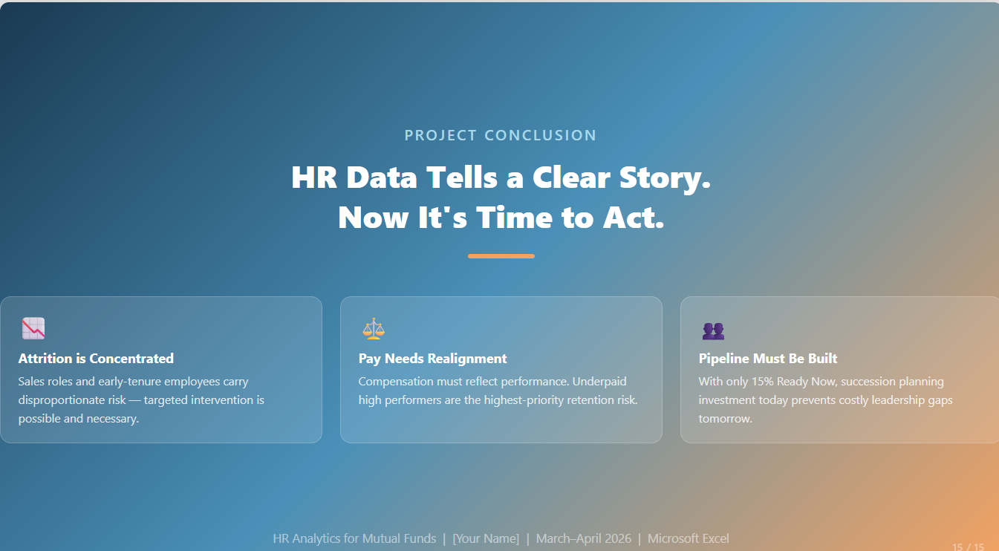 PROJECT CONCLUSION
HR Data Tells a Clear Story.
Now It's Time to Act.
Attrition is Concentrated
Sales roles and early-tenure employees carry
disproportionate risk — targeted intervention is
possible and necessary.
Pay Needs Realignment
Compensation must reflect performance. Underpaid
high performers are the highest-priority retention risk.
Pipeline Must Be Built
With only 15% Ready Now, succession planning
investment today prevents costly leadership gaps
tomorrow.
HR Analytics for Mutual Funds | [Your Name] | March–April 2026 | Microsoft Excel
15 / 15